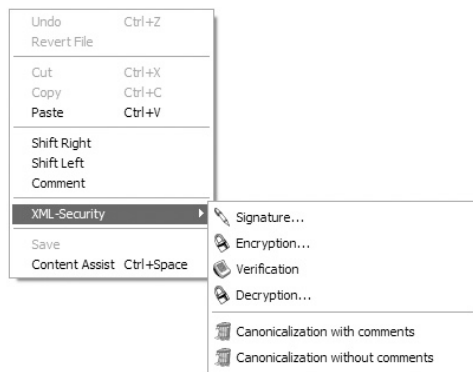 Undo Ctrl+Z
Revert File
Cut Ctrl+X
Copy Ctrl+C
Paste Ctrl+V
Shift Right
Shift Left
Comment
XML-Security
Save
Content Assist Ctrl+Space
Signature...
Encryption...
Verification
Decryption...
Canonicalization with comments
Canonicalization without comments